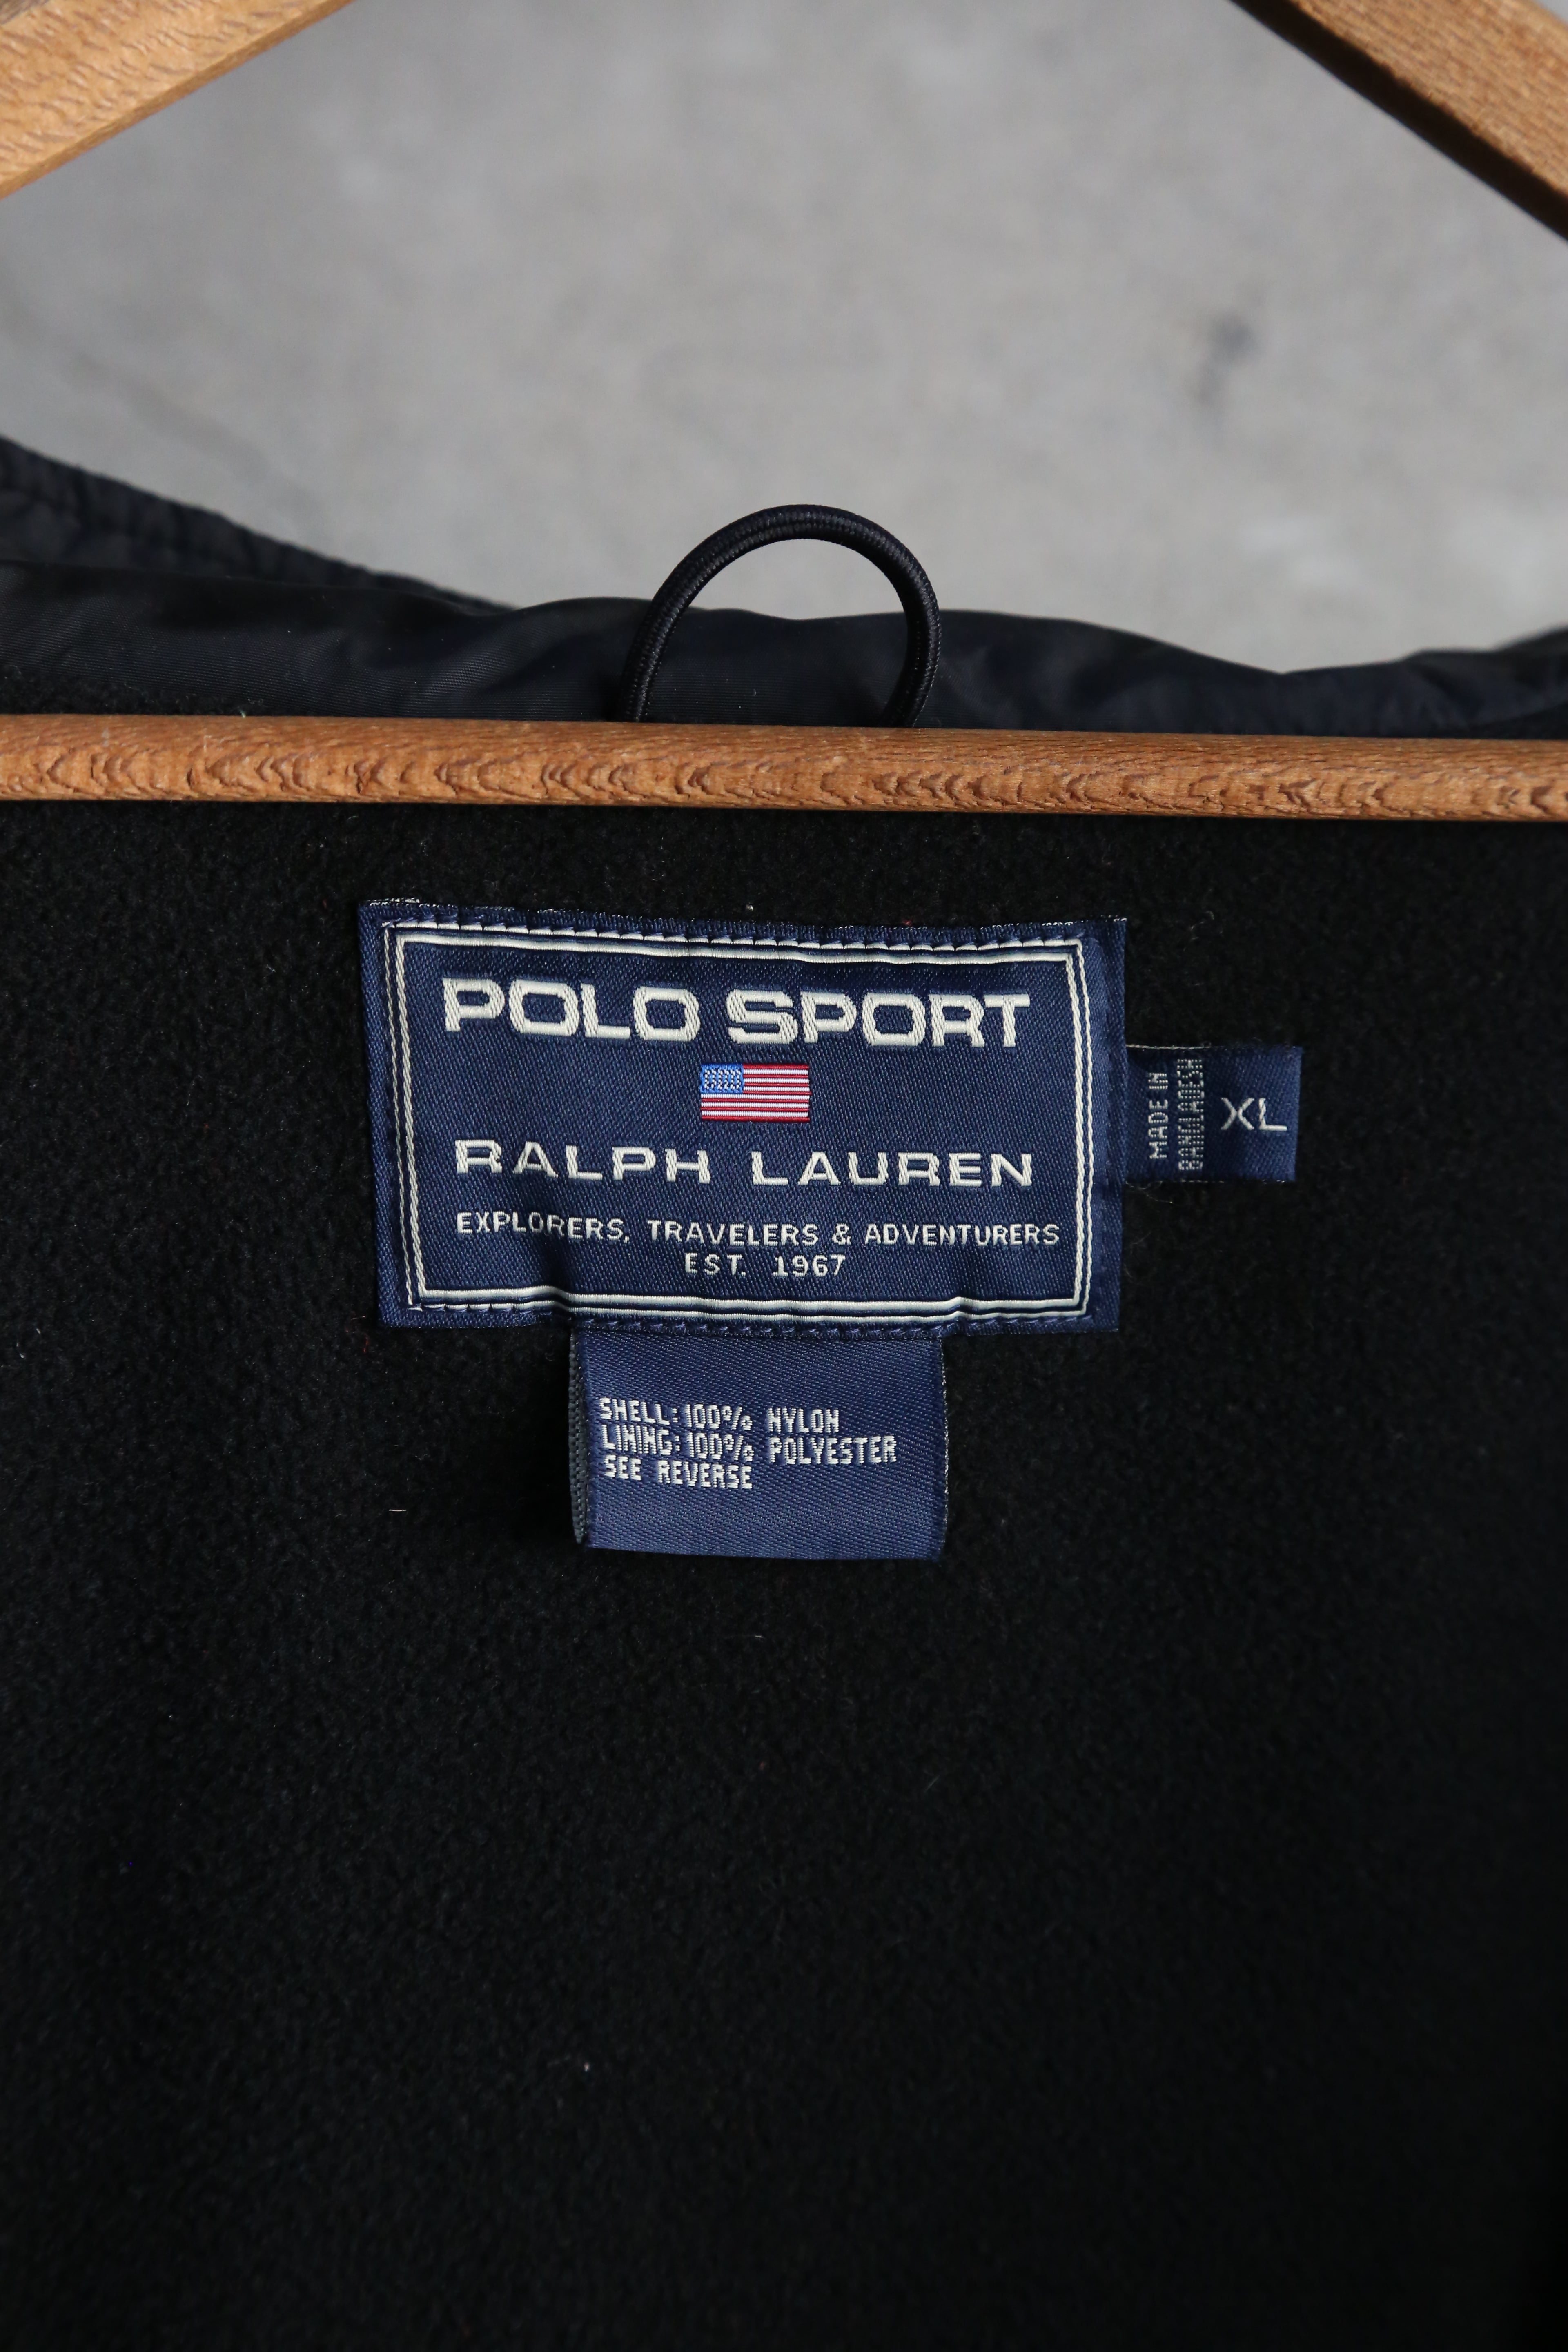 POLO SPORT
RALPH LAUREN
EXPLORERS, TRAVELERS & ADVENTURERS
EST. 1967
MADE IN
BANGLADESH
XL
SHELL: 100% NYLON
LINING: 100% POLYESTER
SEE REVERSE